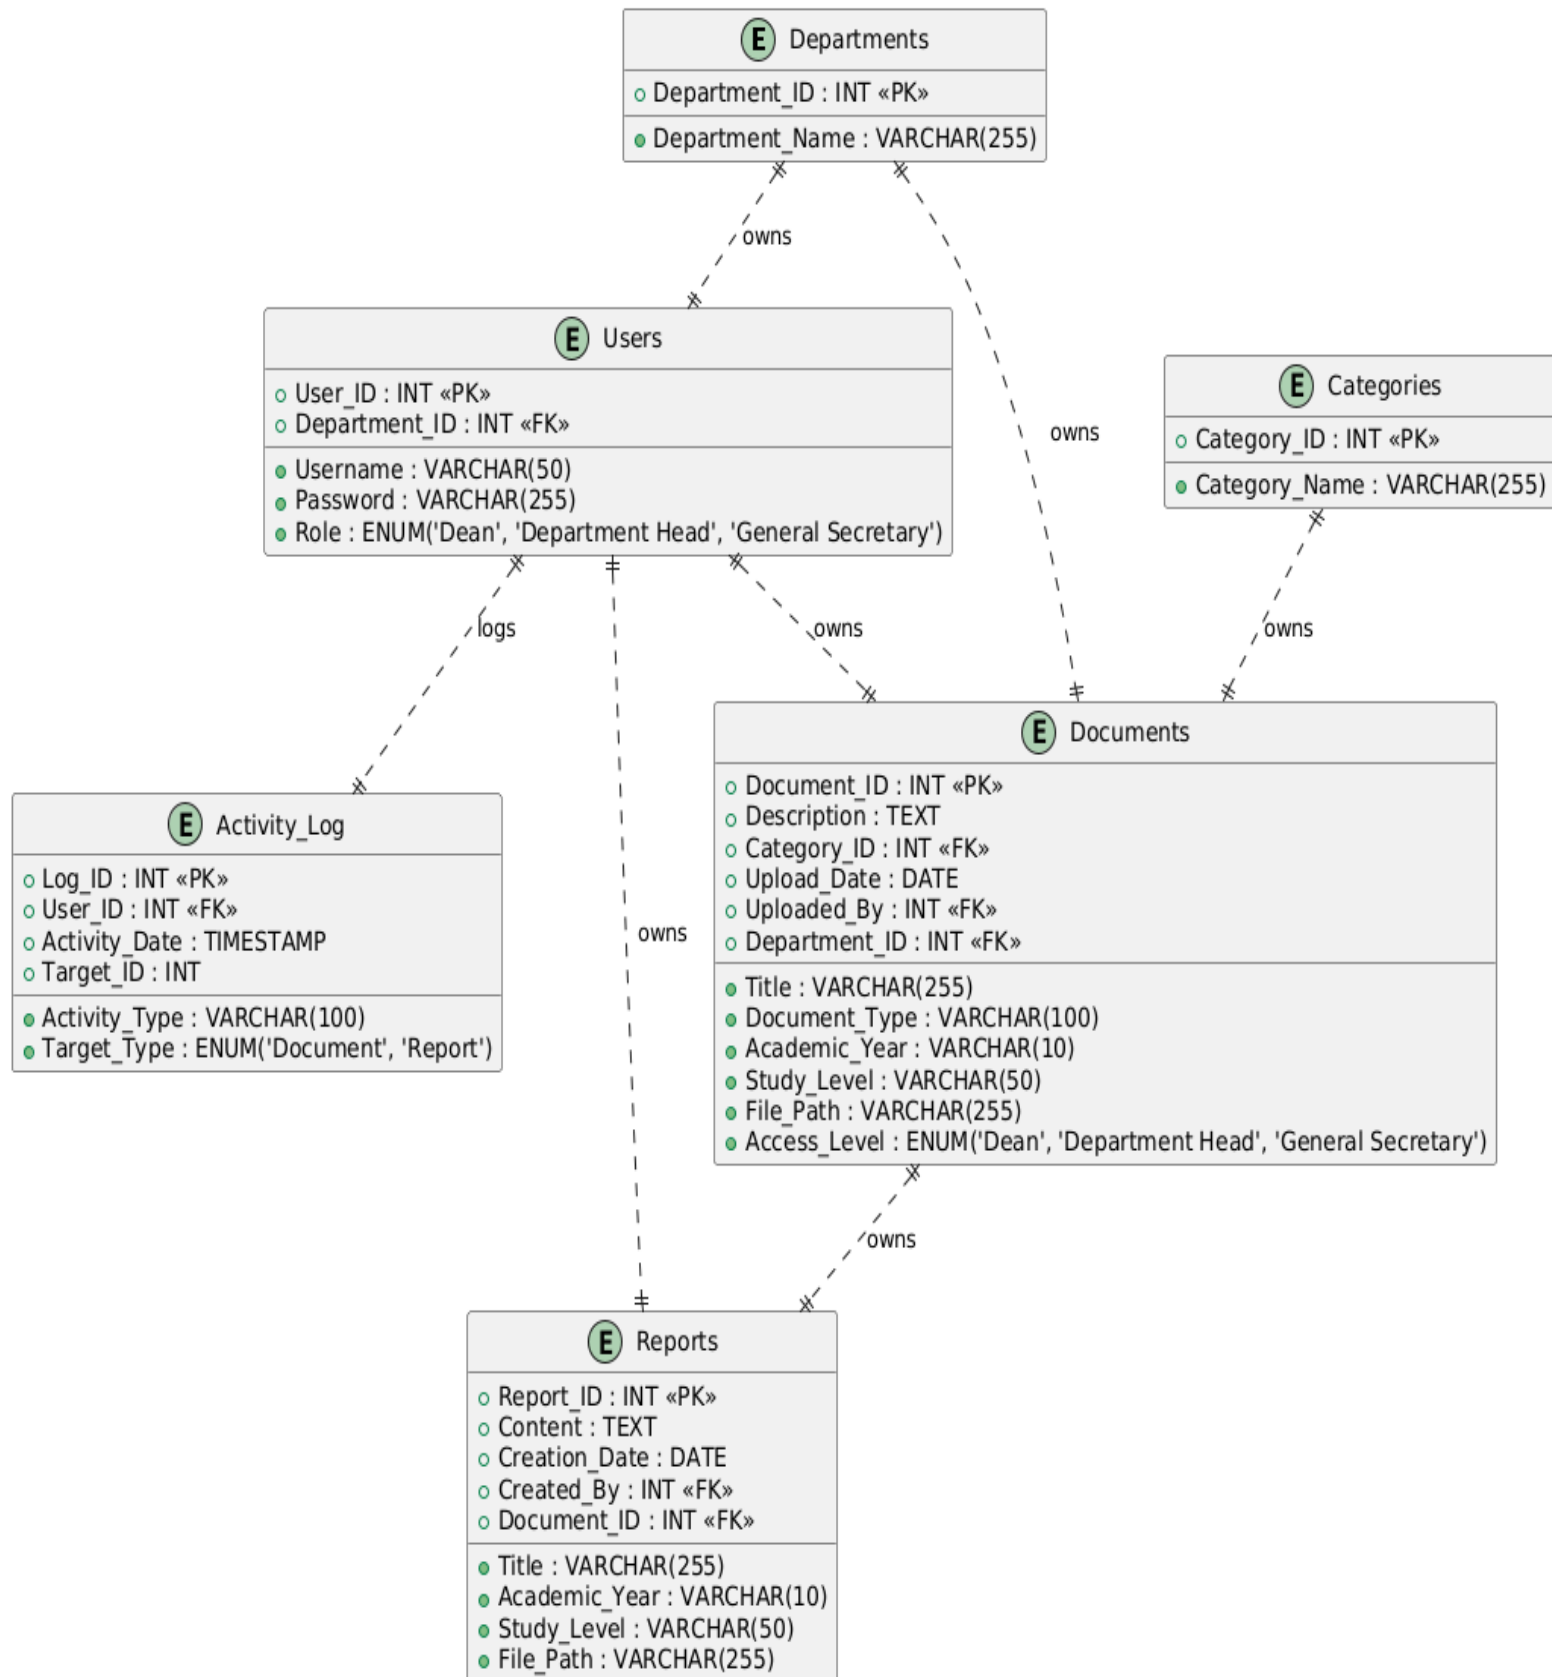 E Departments
Department_ID : INT «PK»
Department_Name : VARCHAR(255)
owns
E Users
User_ID : INT «PK»
Department_ID : INT «FK»
Username : VARCHAR(50)
Password : VARCHAR(255)
Role : ENUM('Dean', 'Department Head', 'General Secretary')
owns
E Categories
Category_ID : INT «PK»
Category_Name : VARCHAR(255)
logs
owns
owns
E Documents
Document_ID : INT «PK»
Description : TEXT
Category_ID : INT «FK»
Upload_Date : DATE
Uploaded_By : INT «FK»
Department_ID : INT «FK»
Title : VARCHAR(255)
Document_Type : VARCHAR(100)
Academic_Year : VARCHAR(10)
Study_Level : VARCHAR(50)
File_Path : VARCHAR(255)
Access_Level : ENUM('Dean', 'Department Head', 'General Secretary')
E Activity_Log
Log_ID : INT «PK»
User_ID : INT «FK»
Activity_Date : TIMESTAMP
Target_ID : INT
Activity_Type : VARCHAR(100)
Target_Type : ENUM('Document', 'Report')
owns
owns
E Reports
Report_ID : INT «PK»
Content : TEXT
Creation_Date : DATE
Created_By : INT «FK»
Document_ID : INT «FK»
Title : VARCHAR(255)
Academic_Year : VARCHAR(10)
Study_Level : VARCHAR(50)
File_Path : VARCHAR(255)